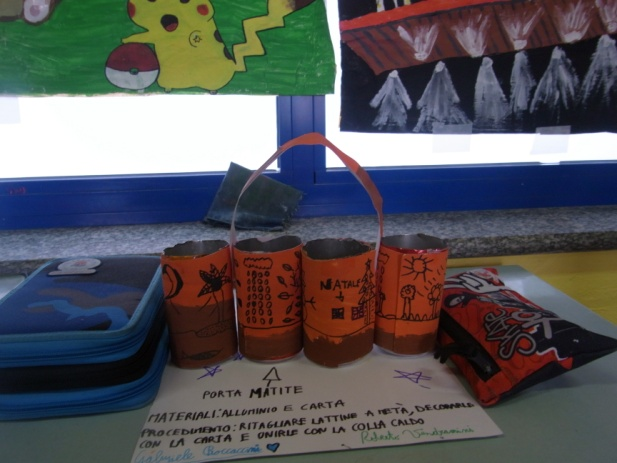 NATALE
PORTA MATITE
MATERIALI: ALLUMINIO E CARTA
PROCEDIMENTO: RITAGLIARE LATTINE A METÀ, DECORARLE
CON LA CARTA E UNIRLE CON LA COLLA CALDO